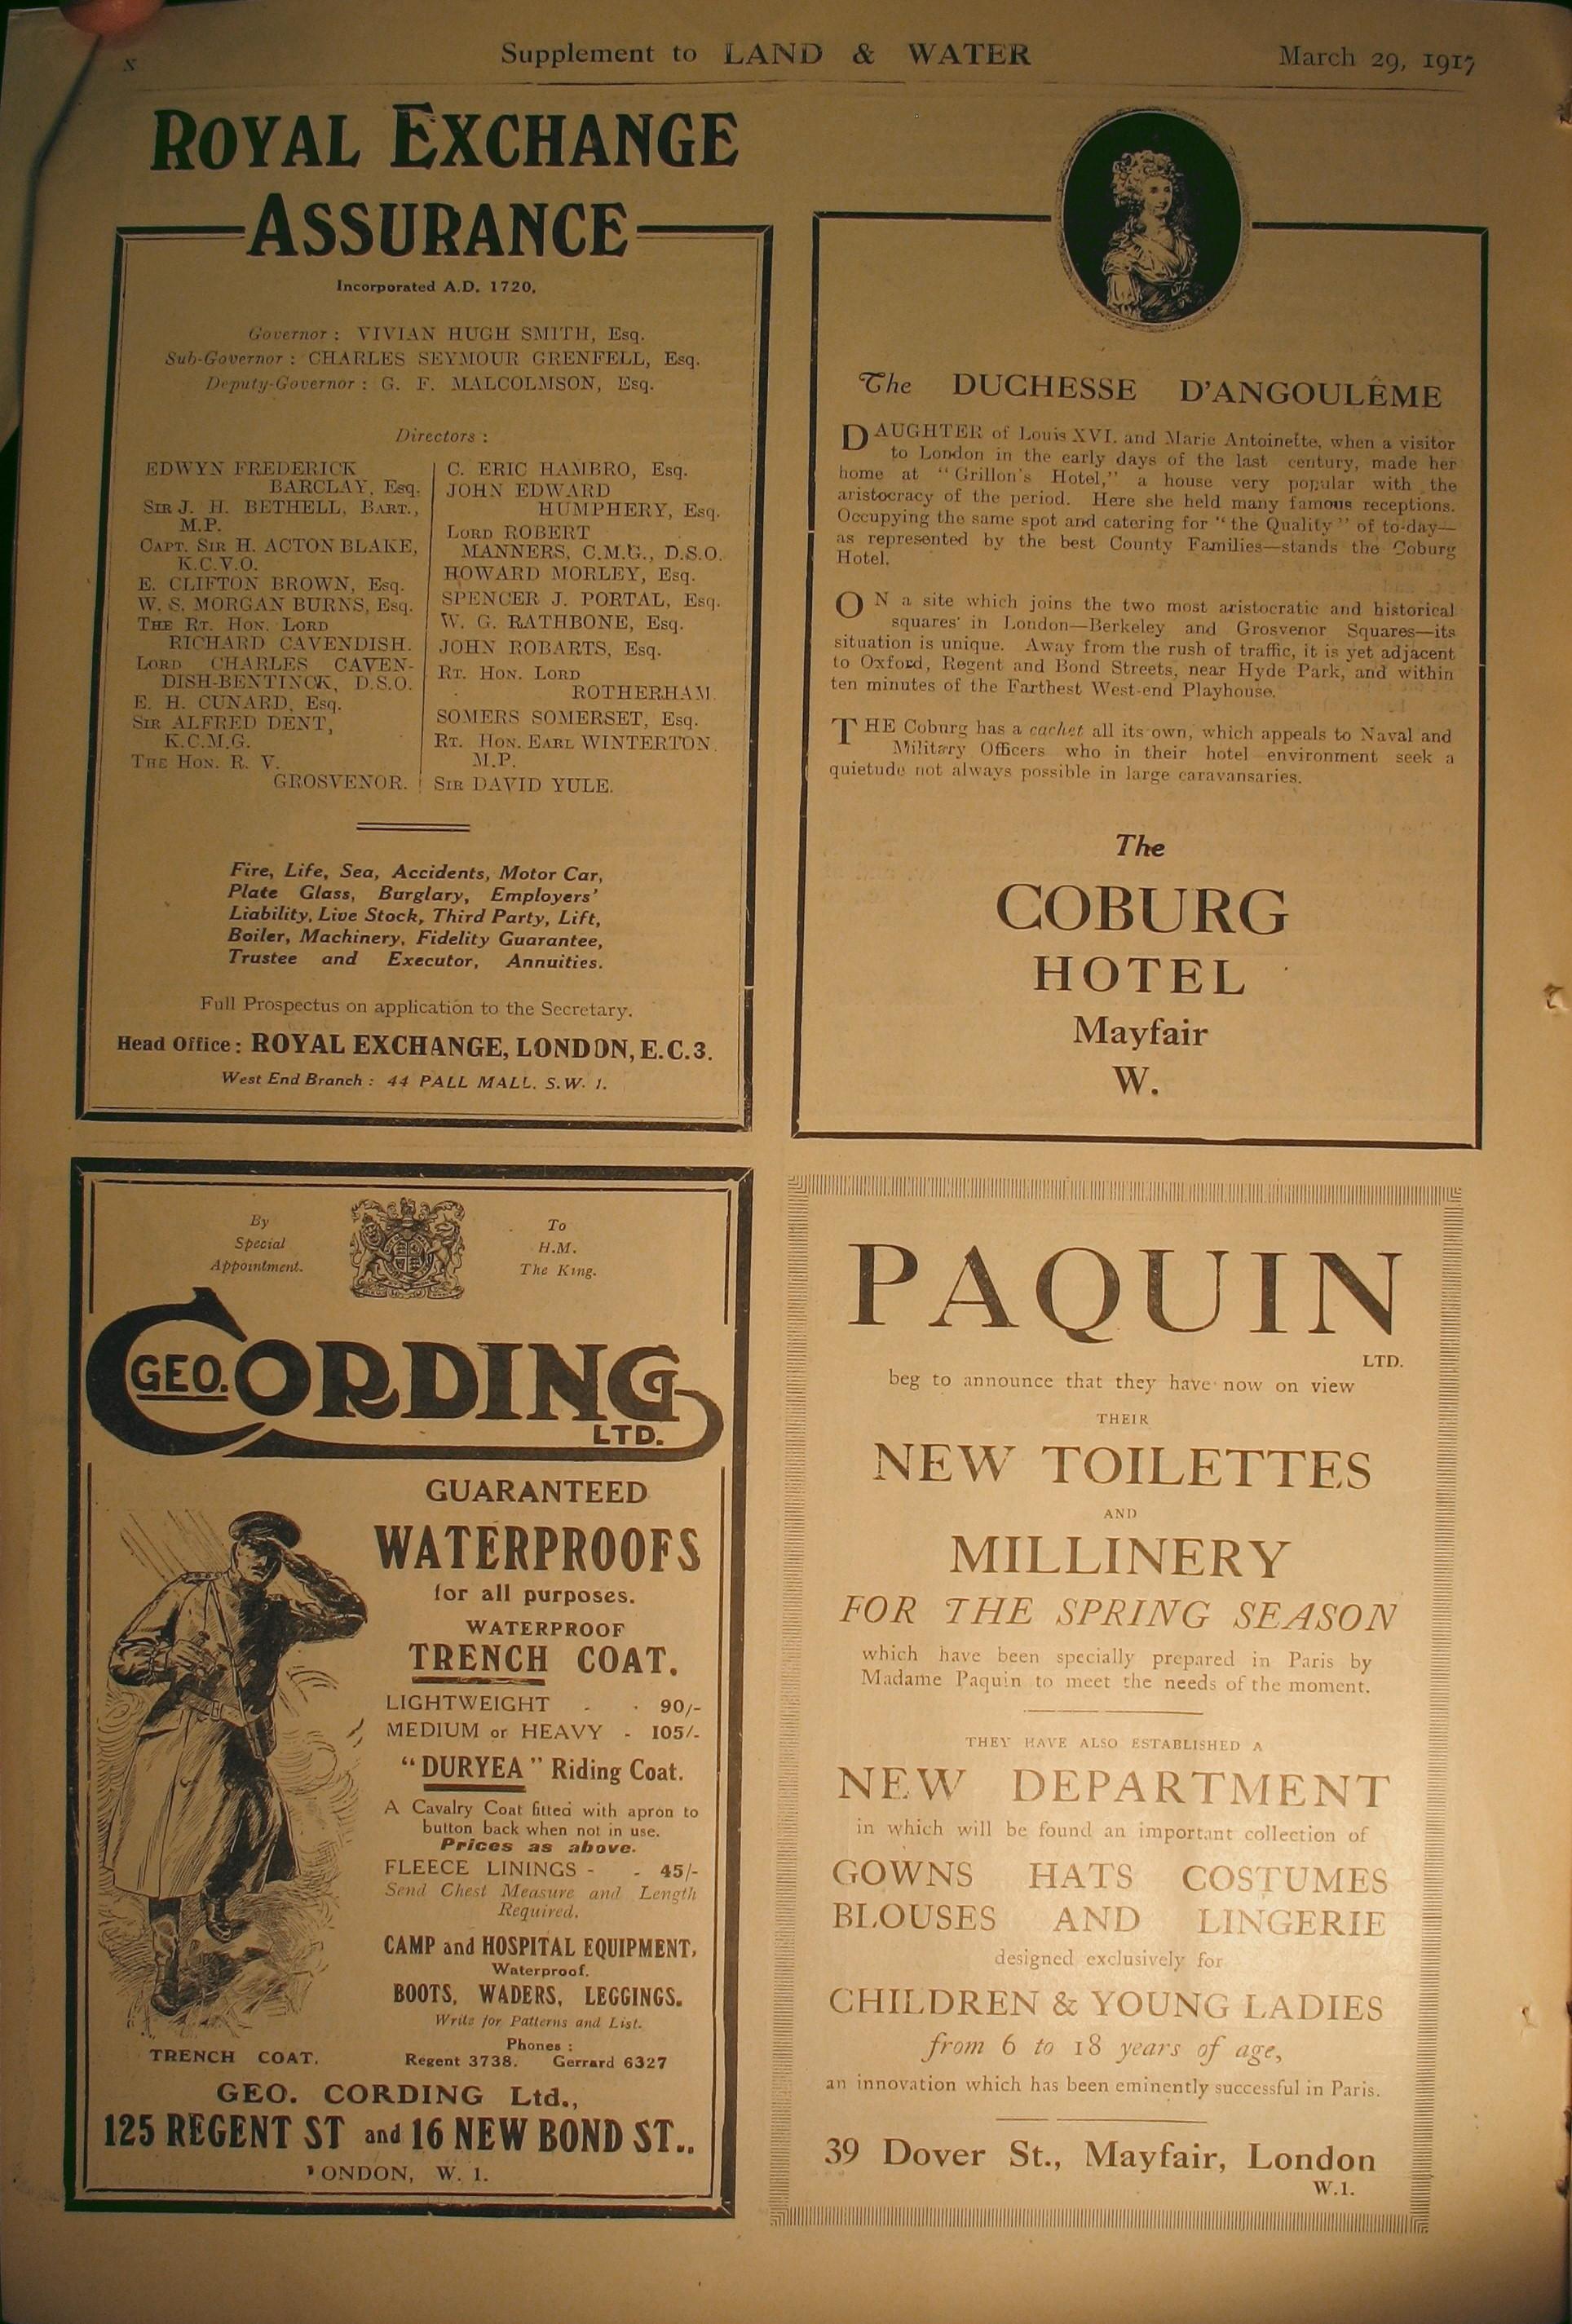 x
Supplement to LAND & WATER
March 29, 1917
ROYAL EXCHANGE
ASSURANCE
Incorporated A.D. 1720.
Governor : VIVIAN HUGH SMITH, Esq.
Sub-Governor : CHARLES SEYMOUR GRENFELL, Esq.
Deputy-Governor : G. F. MALCOLMSON, Esq.
Directors :
EDWYN FREDERICK
BARCLAY, Esq.
SIR J. H. BETHELL, BART.,
M.P.
CAPT. SIR H. ACTON BLAKE,
K.C.V.O.
E. CLIFTON BROWN, Esq.
W. S. MORGAN BURNS, Esq.
THE RT. HON. LORD
RICHARD CAVENDISH.
LORD CHARLES CAVEN-
DISH-BENTINCK, D.S.O.
E. H. CUNARD, Esq.
SIR ALFRED DENT,
K.C.M.G.
THE HON. R. V.
GROSVENOR.
C. ERIC HAMBRO, Esq.
JOHN EDWARD
HUMPHERY, Esq.
LORD ROBERT
MANNERS, C.M.G., D.S.O.
HOWARD MORLEY, Esq.
SPENCER J. PORTAL, Esq.
W. G. RATHBONE, Esq.
JOHN ROBARTS, Esq.
RT. HON. LORD
ROTHERHAM.
SOMERS SOMERSET, Esq.
RT. HON. EARL WINTERTON,
M.P.
SIR DAVID YULE.
Fire, Life, Sea, Accidents, Motor Car,
Plate Glass, Burglary, Employers'
Liability, Live Stock, Third Party, Lift,
Boiler, Machinery, Fidelity Guarantee,
Trustee and Executor, Annuities.
Full Prospectus on application to the Secretary.
Head Office : ROYAL EXCHANGE, LONDON, E.C.3.
West End Branch : 44 PALL MALL. S.W. 1.
The DUCHESSE D'ANGOULÊME
DAUGHTER of Louis XVI. and Marie Antoinette, when a visitor
to London in the early days of the last century, made her
home at "Grillon's Hotel," a house very popular with the
aristocracy of the period. Here she held many famous receptions.
Occupying the same spot and catering for "the Quality" of to-day—
as represented by the best County Families—stands the Coburg
Hotel.
ON a site which joins the two most aristocratic and historical
squares in London—Berkeley and Grosvenor Squares—its
situation is unique. Away from the rush of traffic, it is yet adjacent
to Oxford, Regent and Bond Streets, near Hyde Park, and within
ten minutes of the Farthest West-end Playhouse.
THE Coburg has a cachet all its own, which appeals to Naval and
Military Officers who in their hotel environment seek a
quietude not always possible in large caravansaries.
The
COBURG
HOTEL
Mayfair
W.
By
Special
Appointment.
To
H.M.
The King.
GEO. CORDING
LTD.
GUARANTEED
WATERPROOFS
for all purposes.
WATERPROOF
TRENCH COAT.
LIGHTWEIGHT - - 90/-
MEDIUM or HEAVY - 105/-
"DURYEA" Riding Coat.
A Cavalry Coat fitted with apron to
button back when not in use.
Prices as above.
FLEECE LININGS - - 45/-
Send Chest Measure and Length
Required.
CAMP and HOSPITAL EQUIPMENT,
Waterproof.
BOOTS, WADERS, LEGGINGS.
Write for Patterns and List.
Phones :
Regent 3738. Gerrard 6327
TRENCH COAT.
GEO. CORDING Ltd.,
125 REGENT ST and 16 NEW BOND ST..
LONDON, W. 1.
PAQUIN
LTD.
beg to announce that they have now on view
THEIR
NEW TOILETTES
AND
MILLINERY
FOR THE SPRING SEASON
which have been specially prepared in Paris by
Madame Paquin to meet the needs of the moment.
THEY HAVE ALSO ESTABLISHED A
NEW DEPARTMENT
in which will be found an important collection of
GOWNS HATS COSTUMES
BLOUSES AND LINGERIE
designed exclusively for
CHILDREN & YOUNG LADIES
from 6 to 18 years of age,
an innovation which has been eminently successful in Paris.
39 Dover St., Mayfair, London
W.1.